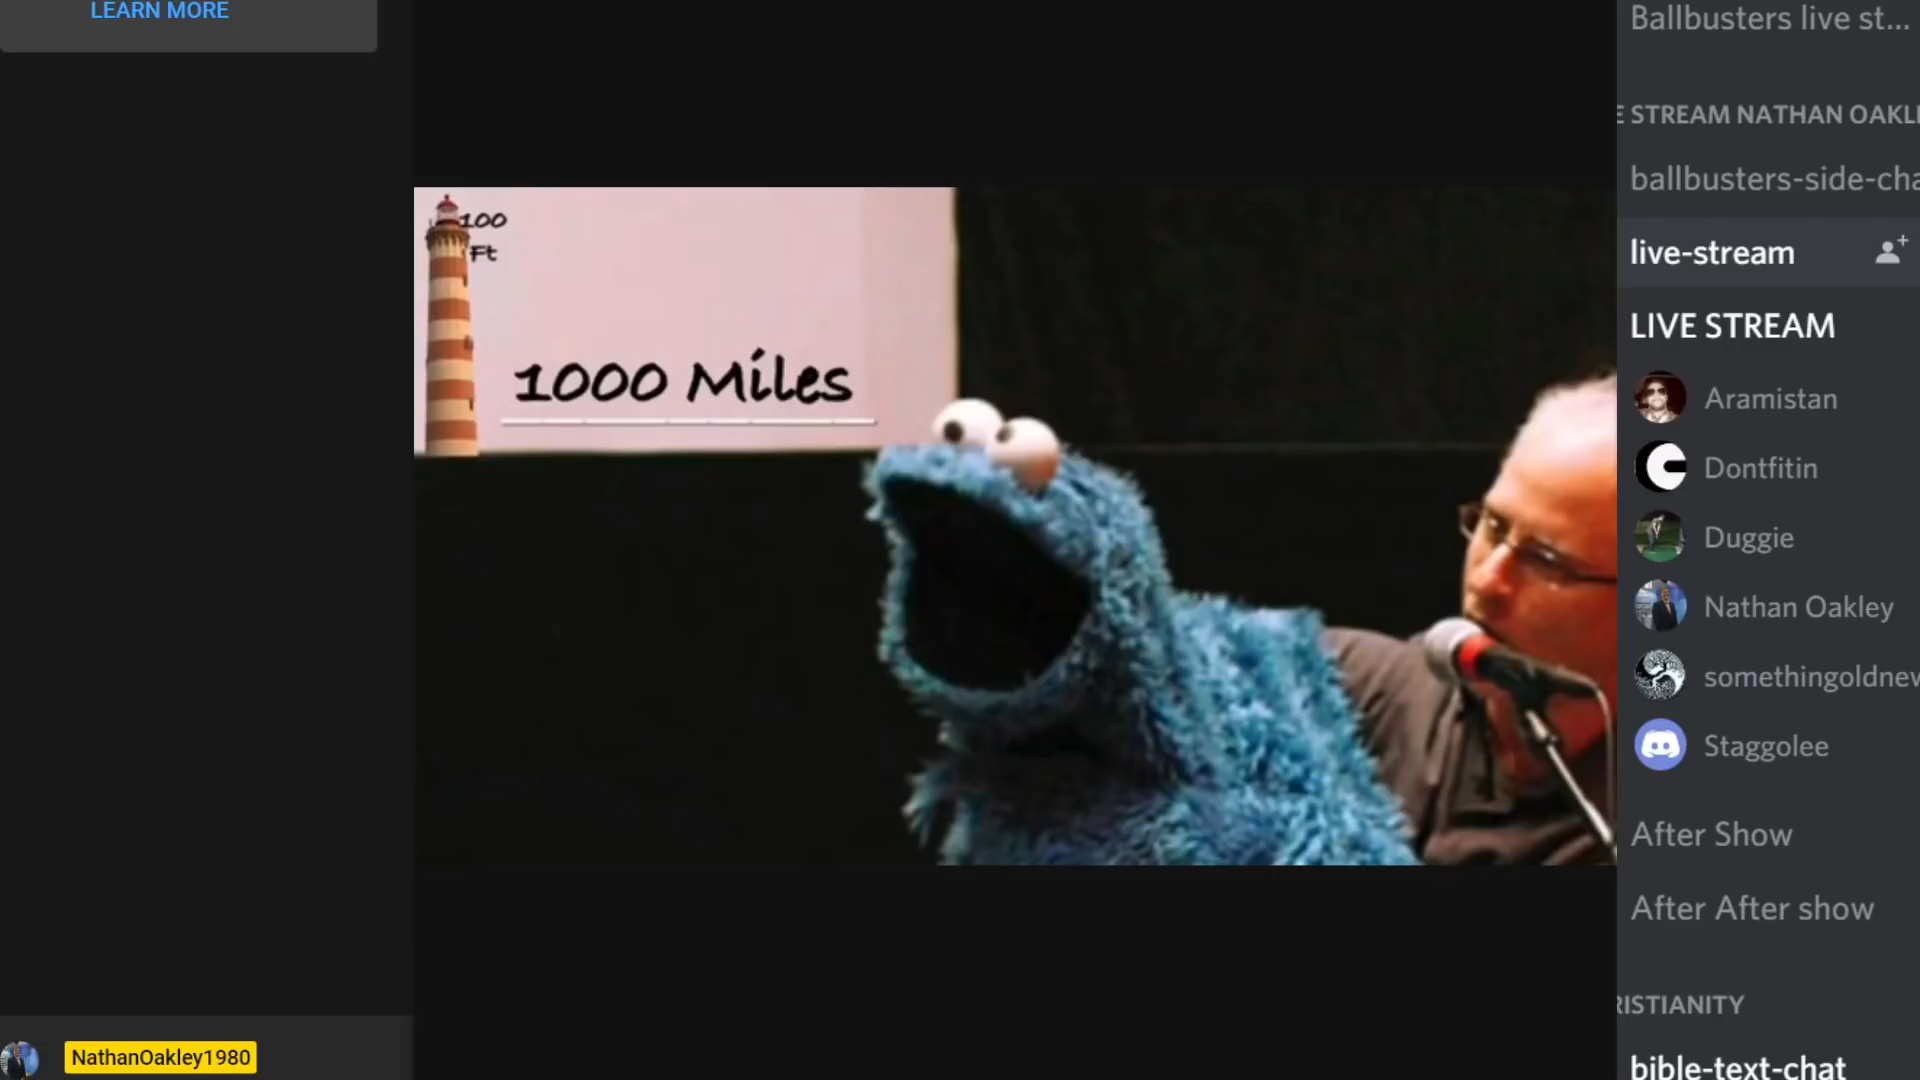 LEARN MORE
100
Ft
1000 Miles
NathanOakley1980
Ballbusters live st...
STREAM NATHAN OAKL
ballbusters-side-cha
live-stream
LIVE STREAM
Aramistan
Dontfitin
Duggie
Nathan Oakley
somethingoldnew
Staggolee
After Show
After After show
RISTIANITY
bible-text-chat